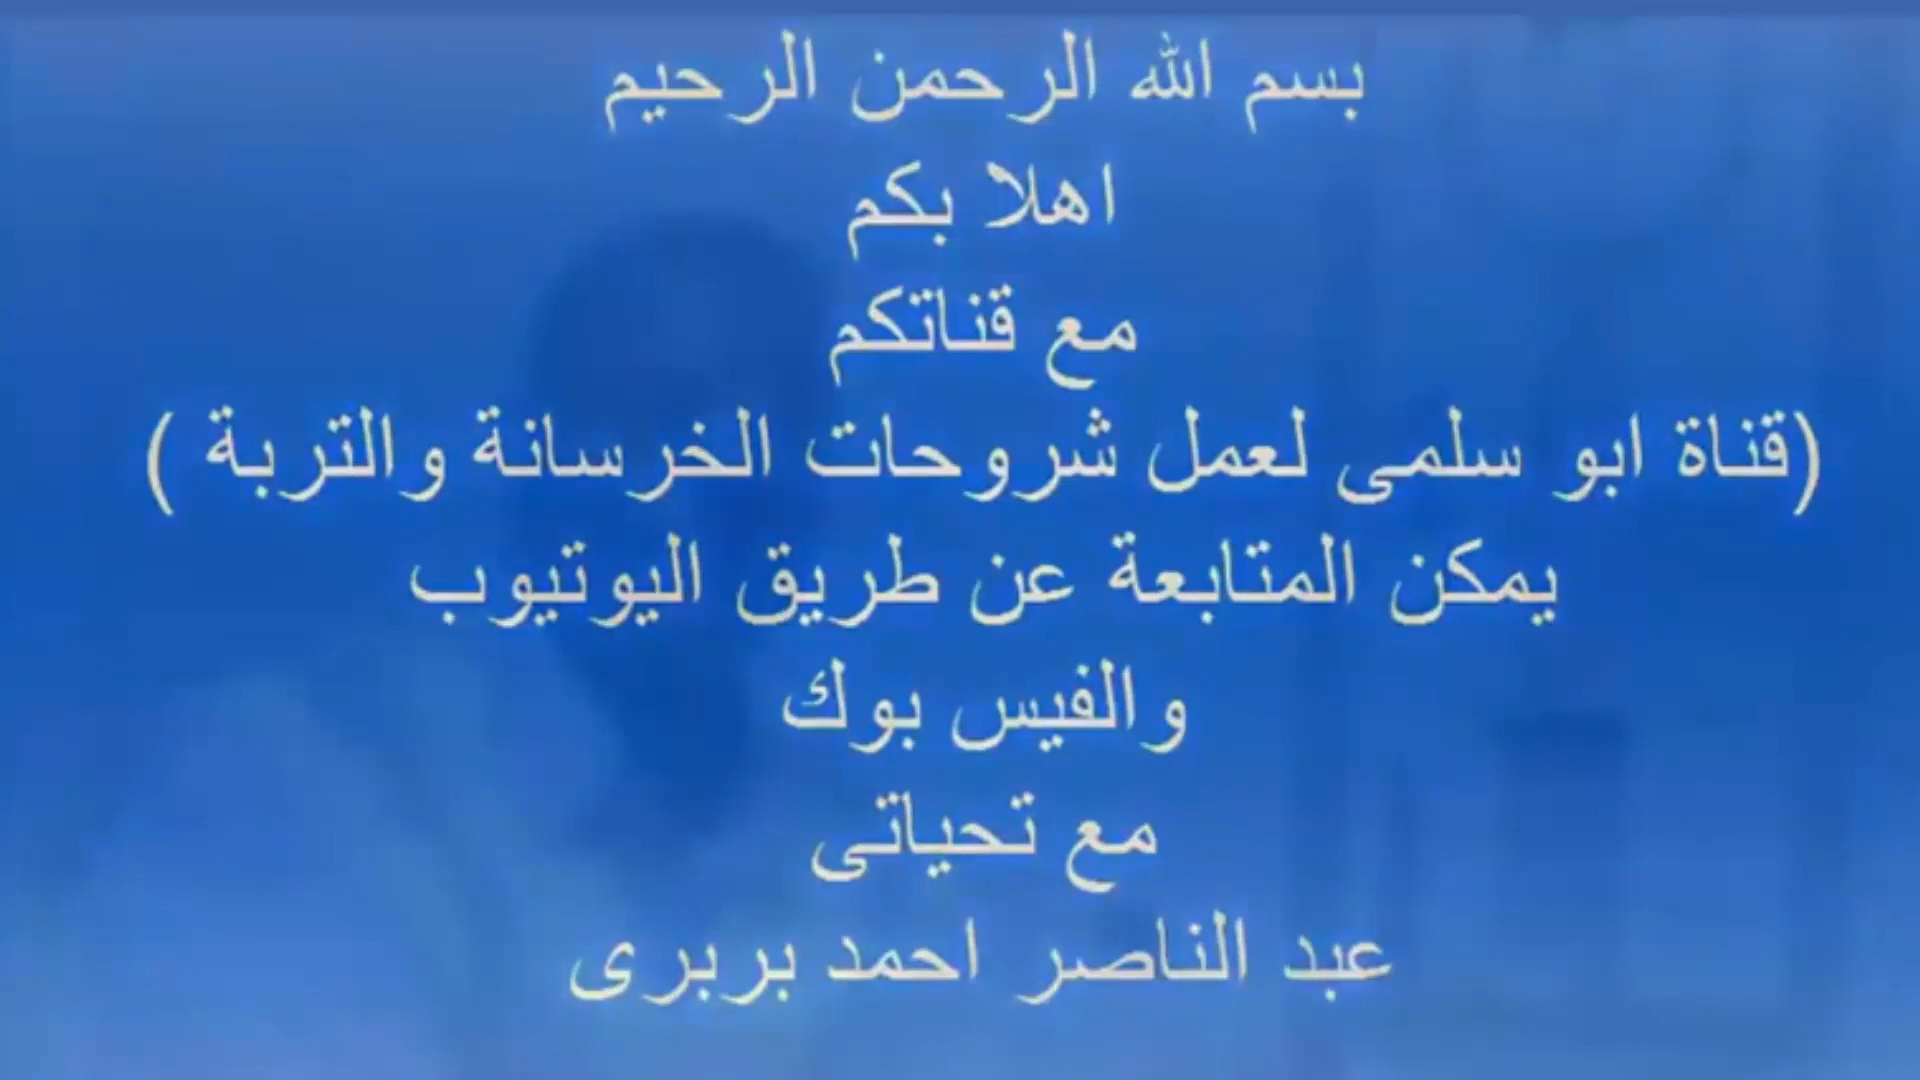 بسم الله الرحمن الرحيم
اهلا بكم
مع قناتكم
(قناة ابو سلمى لعمل شروحات الخرسانة والتربة )
يمكن المتابعة عن طريق اليوتيوب
والفيس بوك
مع تحياتى
عبد الناصر احمد بربرى